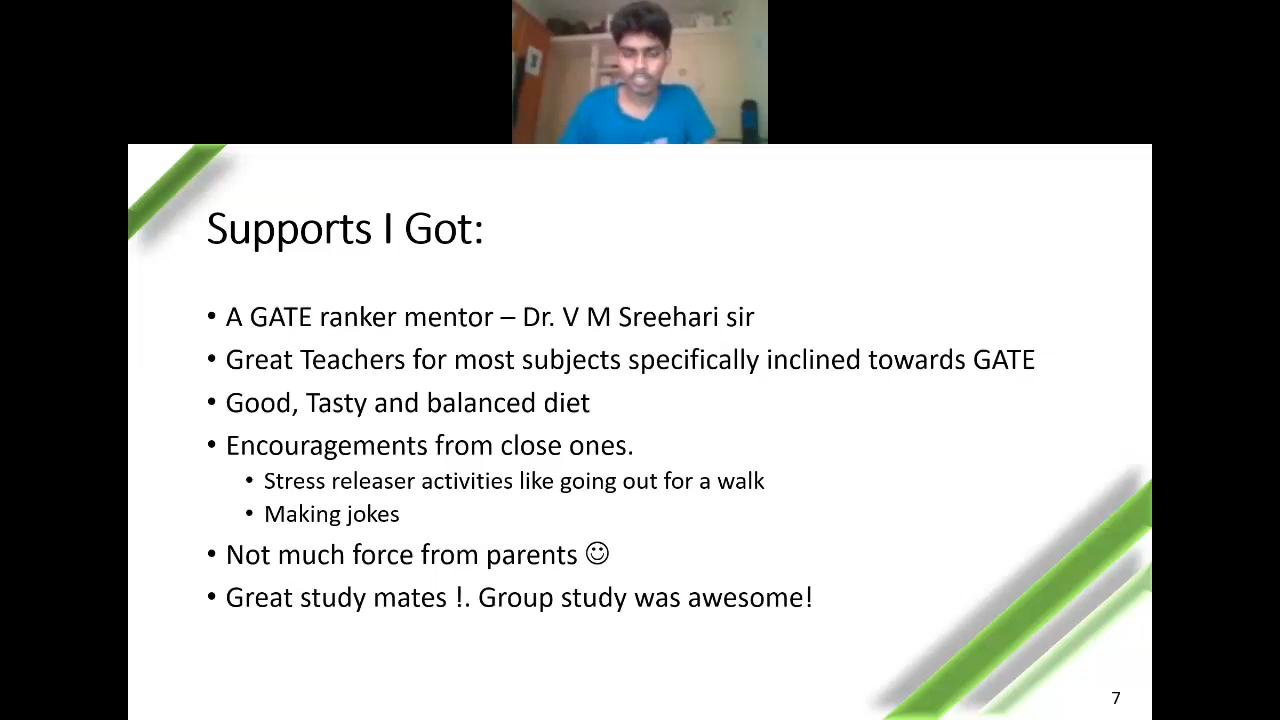 Supports I Got:
• A GATE ranker mentor – Dr. V M Sreehari sir
• Great Teachers for most subjects specifically inclined towards GATE
• Good, Tasty and balanced diet
• Encouragements from close ones.
• Stress releaser activities like going out for a walk
• Making jokes
• Not much force from parents ☺
• Great study mates !. Group study was awesome!
7